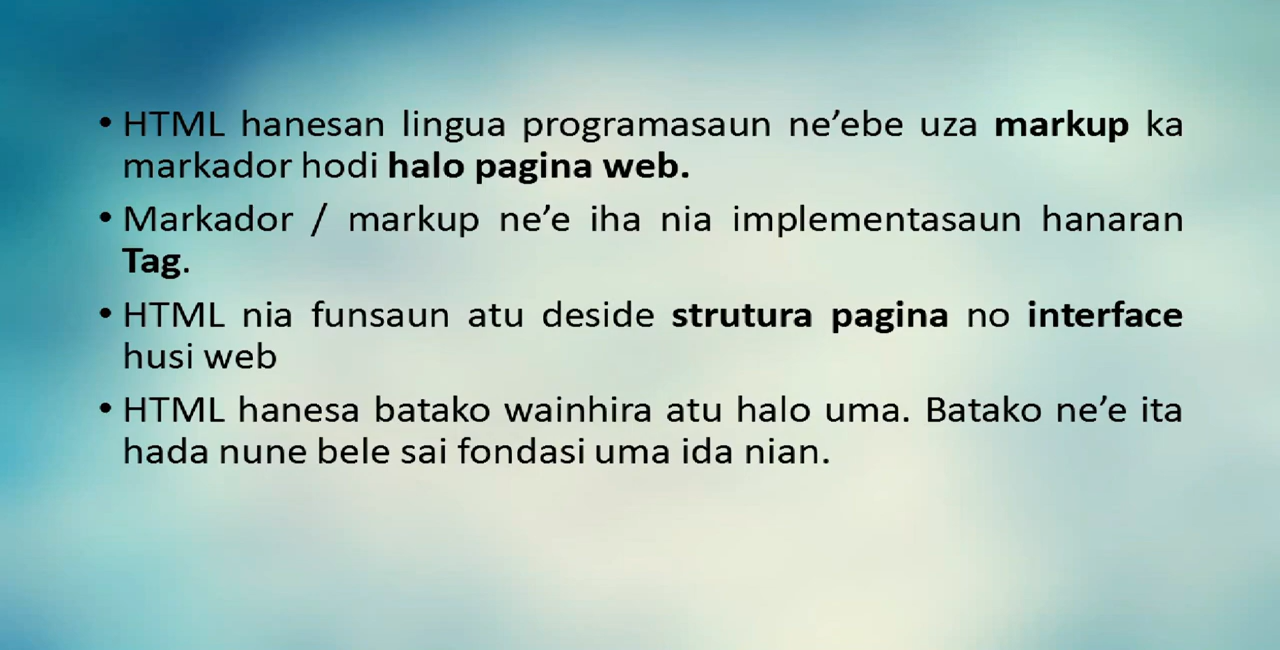 • HTML hanesan lingua programasaun ne’ebe uza markup ka
markador hodi halo pagina web.
• Markador / markup ne’e iha nia implementasaun hanaran
Tag.
• HTML nia funsaun atu deside strutura pagina no interface
husi web
• HTML hanesa batako wainhira atu halo uma. Batako ne’e ita
hada nune bele sai fondasi uma ida nian.